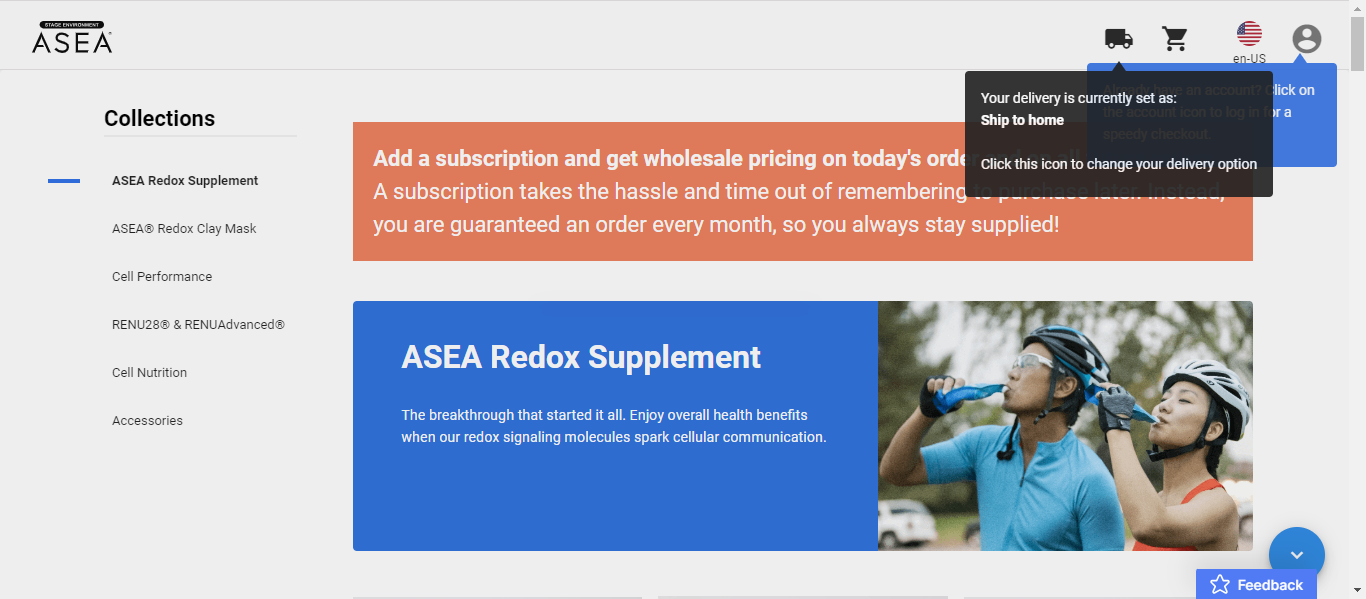 STAGE ENVIRONMENT
ASEA
en-US
Already have an account? Click on
the account icon to log in for a
speedy checkout.
Your delivery is currently set as:
Ship to home
Click this icon to change your delivery option
Collections
ASEA Redox Supplement
ASEA® Redox Clay Mask
Cell Performance
RENU28® & RENUAdvanced®
Cell Nutrition
Accessories
Add a subscription and get wholesale pricing on today's order
A subscription takes the hassle and time out of remembering to purchase later. Instead,
you are guaranteed an order every month, so you always stay supplied!
ASEA Redox Supplement
The breakthrough that started it all. Enjoy overall health benefits
when our redox signaling molecules spark cellular communication.
Feedback